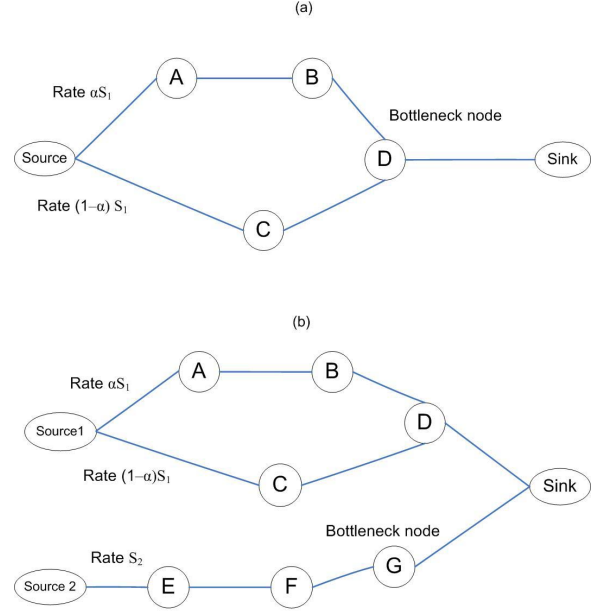 (a)
A
B
Rate αS₁
Bottleneck node
Source
D
Sink
Rate (1–α) S₁
C
(b)
A
B
Rate αS₁
D
Source1
Rate (1–α)S₁
C
Sink
Bottleneck node
Rate S₂
G
Source 2
E
F